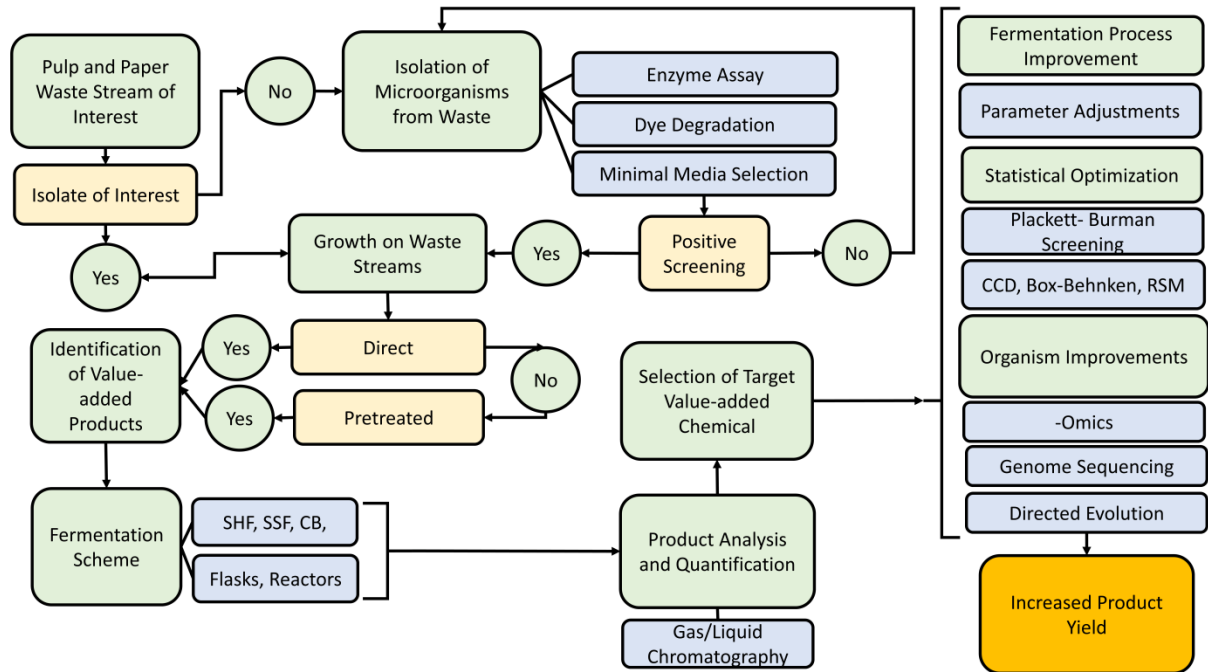 Pulp and Paper
Waste Stream of
Interest
No
Isolation of
Microorganisms
from Waste
Enzyme Assay
Dye Degradation
Minimal Media Selection
Isolate of Interest
Yes
Growth on Waste
Streams
Yes
Positive
Screening
No
Identification
of Value-
added
Products
Yes
Direct
No
Yes
Pretreated
Fermentation
Scheme
SHF, SSF, CB,
Flasks, Reactors
Selection of Target
Value-added
Chemical
Product Analysis
and Quantification
Gas/Liquid
Chromatography
Fermentation Process
Improvement
Parameter Adjustments
Statistical Optimization
Plackett- Burman
Screening
CCD, Box-Behnken, RSM
Organism Improvements
-Omics
Genome Sequencing
Directed Evolution
Increased Product
Yield